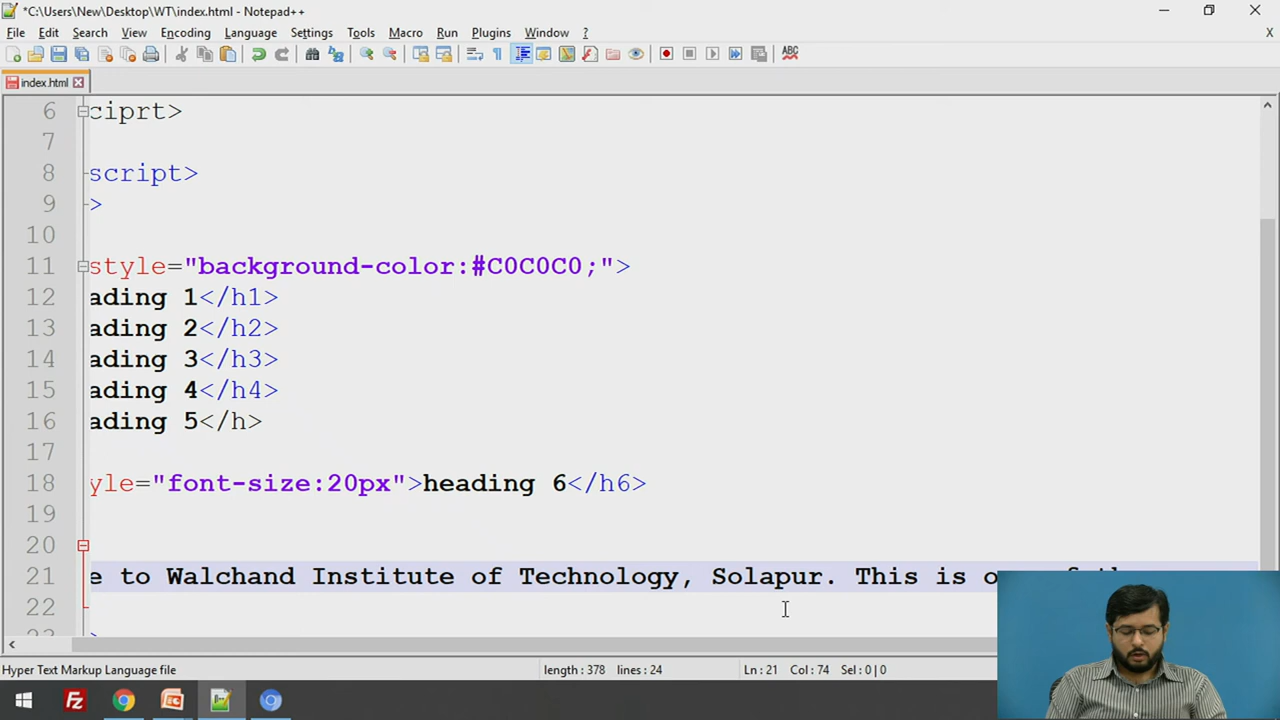 *C:\Users\New\Desktop\WT\index.html - Notepad++
File Edit Search View Encoding Language Settings Tools Macro Run Plugins Window ? X
index.html
6 ciprt>
7
8 script>
9 >
10
11 style="background-color:#C0C0C0;">
12 ading 1</h1>
13 ading 2</h2>
14 ading 3</h3>
15 ading 4</h4>
16 ading 5</h>
17
18 yle="font-size:20px">heading 6</h6>
19
20
21 e to Walchand Institute of Technology, Solapur. This is
22
Hyper Text Markup Language file length : 378 lines : 24 Ln : 21 Col : 74 Sel : 0 | 0